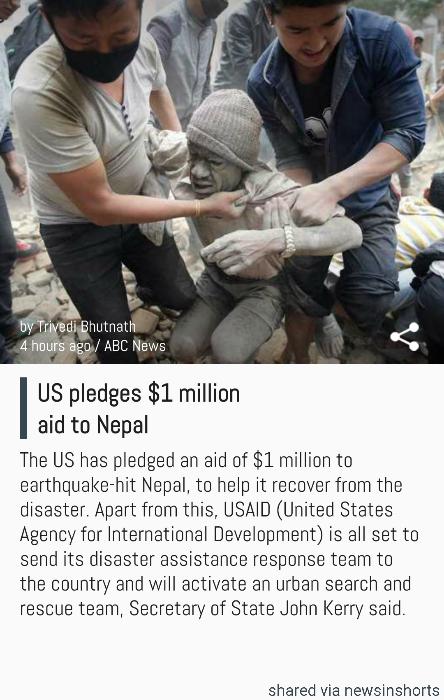 by Trivedi Bhutnath
4 hours ago / ABC News
US pledges $1 million
aid to Nepal
The US has pledged an aid of $1 million to
earthquake-hit Nepal, to help it recover from the
disaster. Apart from this, USAID (United States
Agency for International Development) is all set to
send its disaster assistance response team to
the country and will activate an urban search and
rescue team, Secretary of State John Kerry said.
shared via newsinshorts